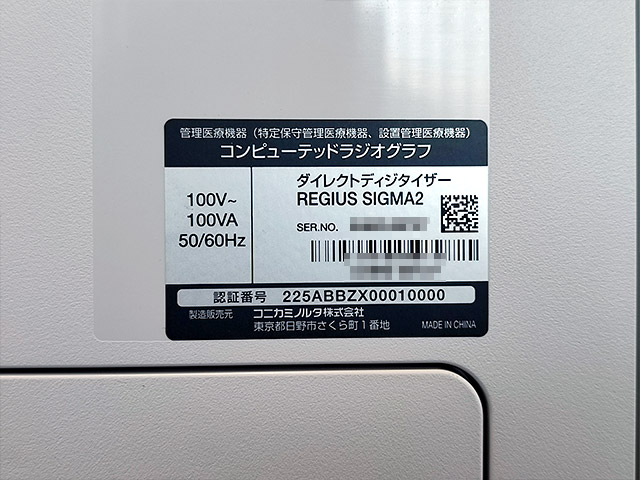 管理医療機器（特定保守管理医療機器、設置管理医療機器）
コンピューテッドラジオグラフ
100V~
100VA
50/60Hz
ダイレクトディジタイザー
REGIUS SIGMA2
SER.NO.
認証番号 225ABBZX00010000
製造販売元 コニカミノルタ株式会社
東京都日野市さくら町1番地
MADE IN CHINA